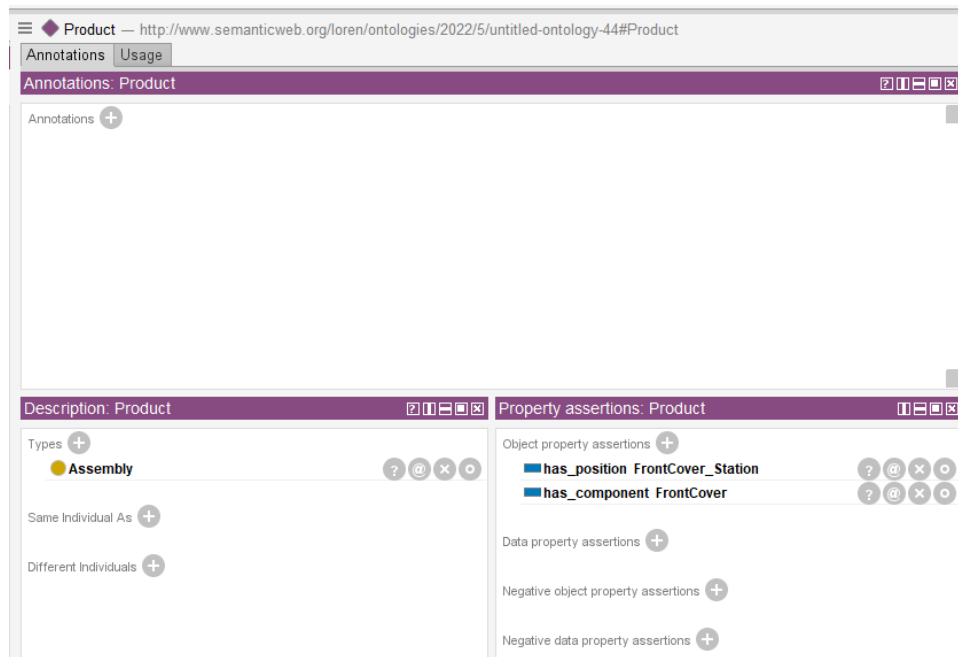 Product — http://www.semanticweb.org/loren/ontologies/2022/5/untitled-ontology-44#Product
Annotations Usage
Annotations: Product
Annotations
Description: Product
Types
Assembly
Same Individual As
Different Individuals
Property assertions: Product
Object property assertions
has_position FrontCover_Station
has_component FrontCover
Data property assertions
Negative object property assertions
Negative data property assertions